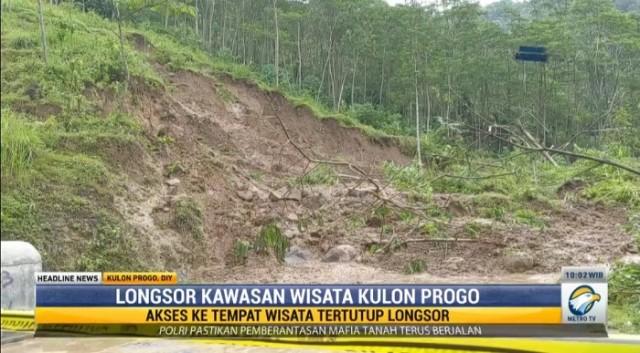 HEADLINE NEWS
KULON PROGO, DIY
10:02 WIB
LONGSOR KAWASAN WISATA KULON PROGO
AKSES KE TEMPAT WISATA TERTUTUP LONGSOR
METRO TV
POLRI PASTIKAN PEMBERANTASAN MAFIA TANAH TERUS BERJALAN